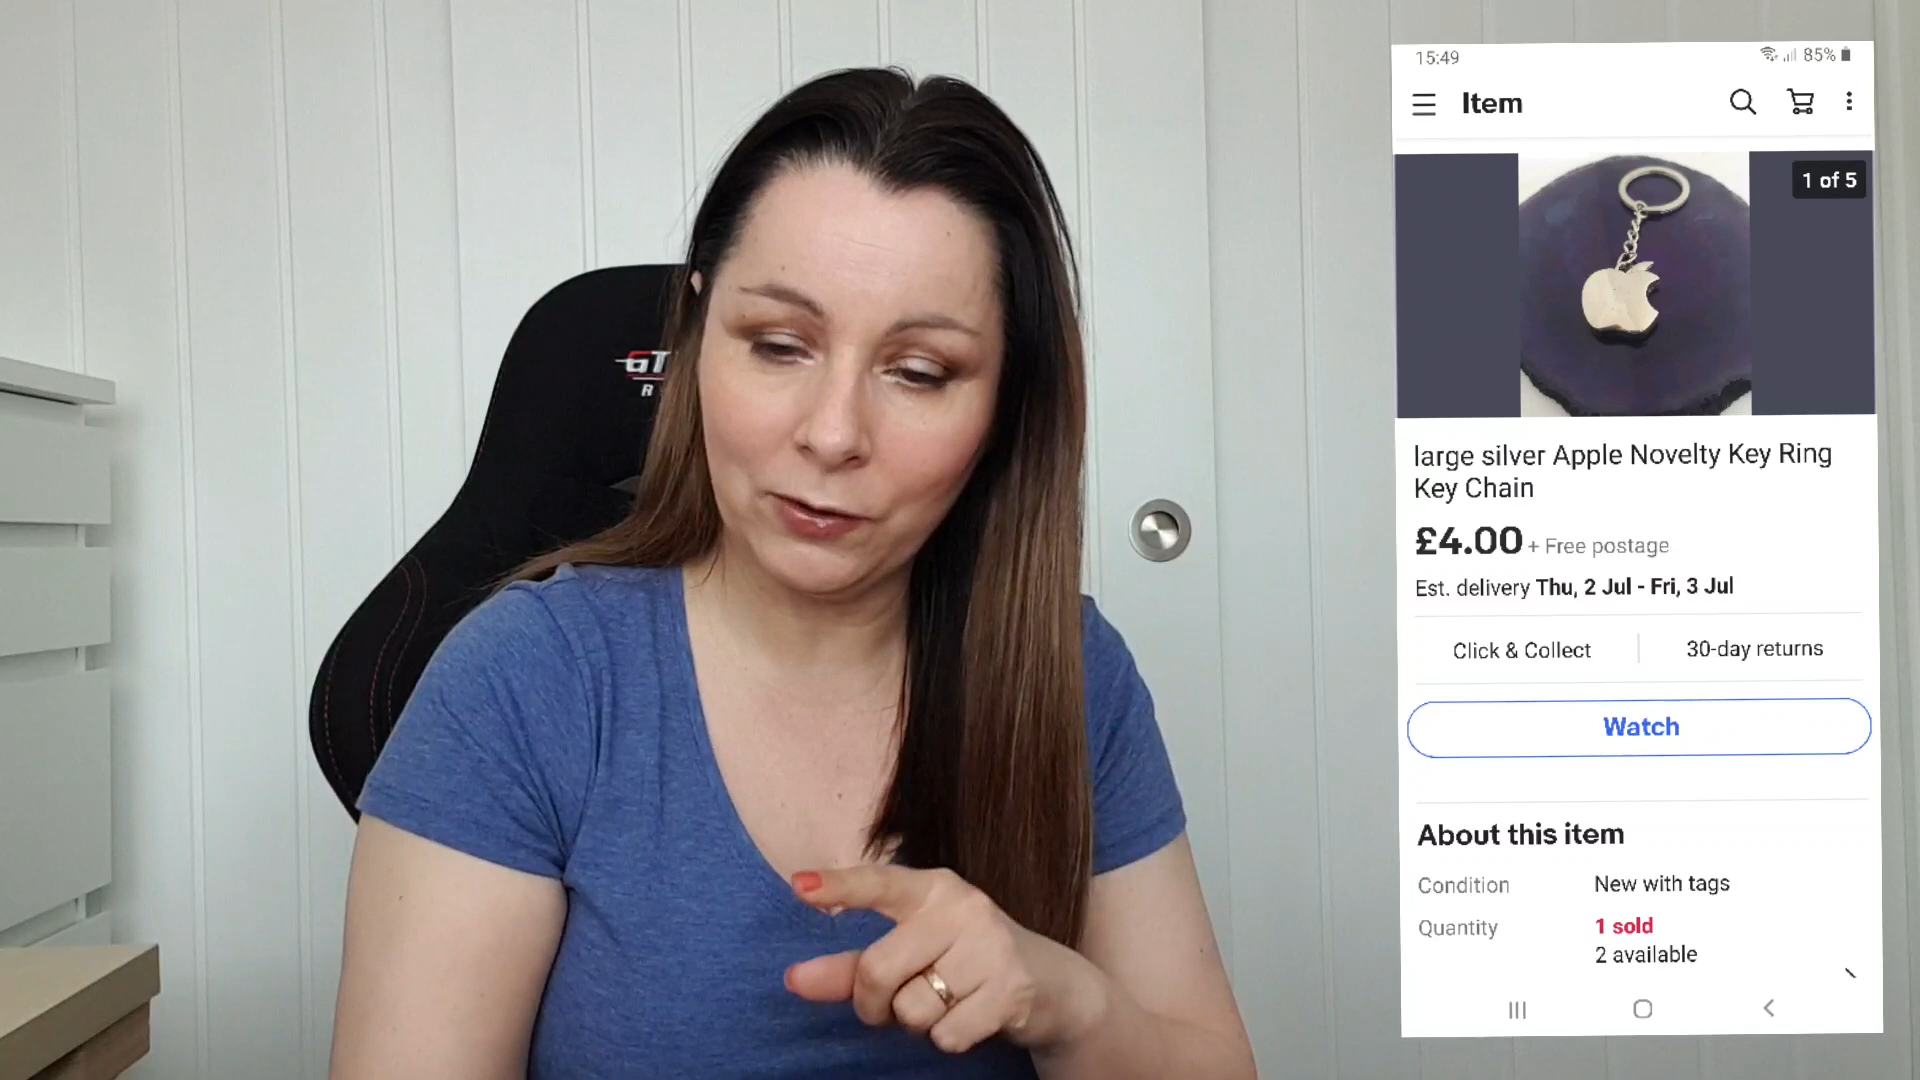 GT
R
15:49
85%
Item
1 of 5
large silver Apple Novelty Key Ring
Key Chain
£4.00 + Free postage
Est. delivery Thu, 2 Jul - Fri, 3 Jul
Click & Collect
30-day returns
Watch
About this item
Condition New with tags
Quantity 1 sold
2 available